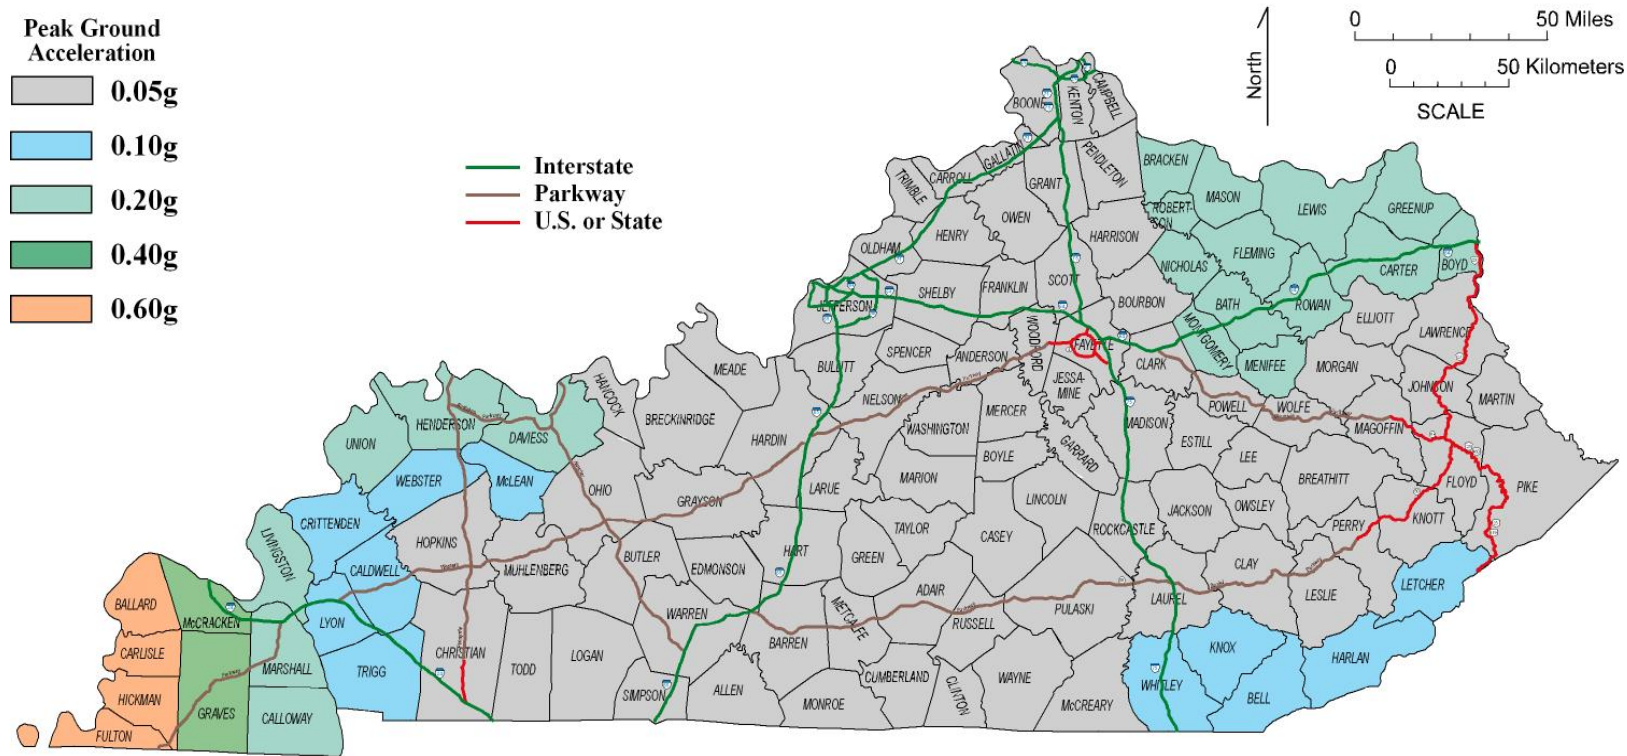 Peak Ground
Acceleration
0.05g
0.10g
0.20g
0.40g
0.60g
Interstate
Parkway
U.S. or State
North
0 50 Miles
0 50 Kilometers
SCALE
BOONE
KENTON
CAMPBELL
GALLATIN
PENDLETON
BRACKEN
CARROLL
TRIMBLE
GRANT
MASON
OWEN
ROBERT-
SON
LEWIS
GREENUP
OLDHAM
HENRY
HARRISON
FLEMING
NICHOLAS
CARTER
BOYD
SHELBY
FRANKLIN
SCOTT
BOURBON
BATH
ROWAN
JEFFERSON
ELLIOTT
LAWRENCE
WOODFORD
FAYETTE
MONTGOMERY
SPENCER
ANDERSON
CLARK
MENIFEE
MORGAN
BULLITT
MEADE
JESSA-
MINE
JOHNSON
MARTIN
HANCOCK
NELSON
MERCER
MADISON
POWELL
WOLFE
BRECKINRIDGE
WASHINGTON
MAGOFFIN
HENDERSON
DAVIESS
UNION
HARDIN
BOYLE
GARRARD
ESTILL
LEE
WEBSTER
McLEAN
OHIO
GRAYSON
LARUE
MARION
LINCOLN
BREATHITT
FLOYD
PIKE
CRITTENDEN
JACKSON
OWSLEY
KNOTT
TAYLOR
CASEY
ROCKCASTLE
PERRY
LIVINGSTON
HOPKINS
BUTLER
HART
GREEN
CALDWELL
MUHLENBERG
EDMONSON
CLAY
LETCHER
BALLARD
McCRACKEN
LYON
WARREN
METCALFE
ADAIR
PULASKI
LAUREL
LESLIE
BARREN
RUSSELL
CARLISLE
MARSHALL
TRIGG
CHRISTIAN
TODD
LOGAN
KNOX
HARLAN
HICKMAN
GRAVES
CALLOWAY
SIMPSON
ALLEN
MONROE
CUMBERLAND
CLINTON
WAYNE
McCREARY
WHITLEY
BELL
FULTON